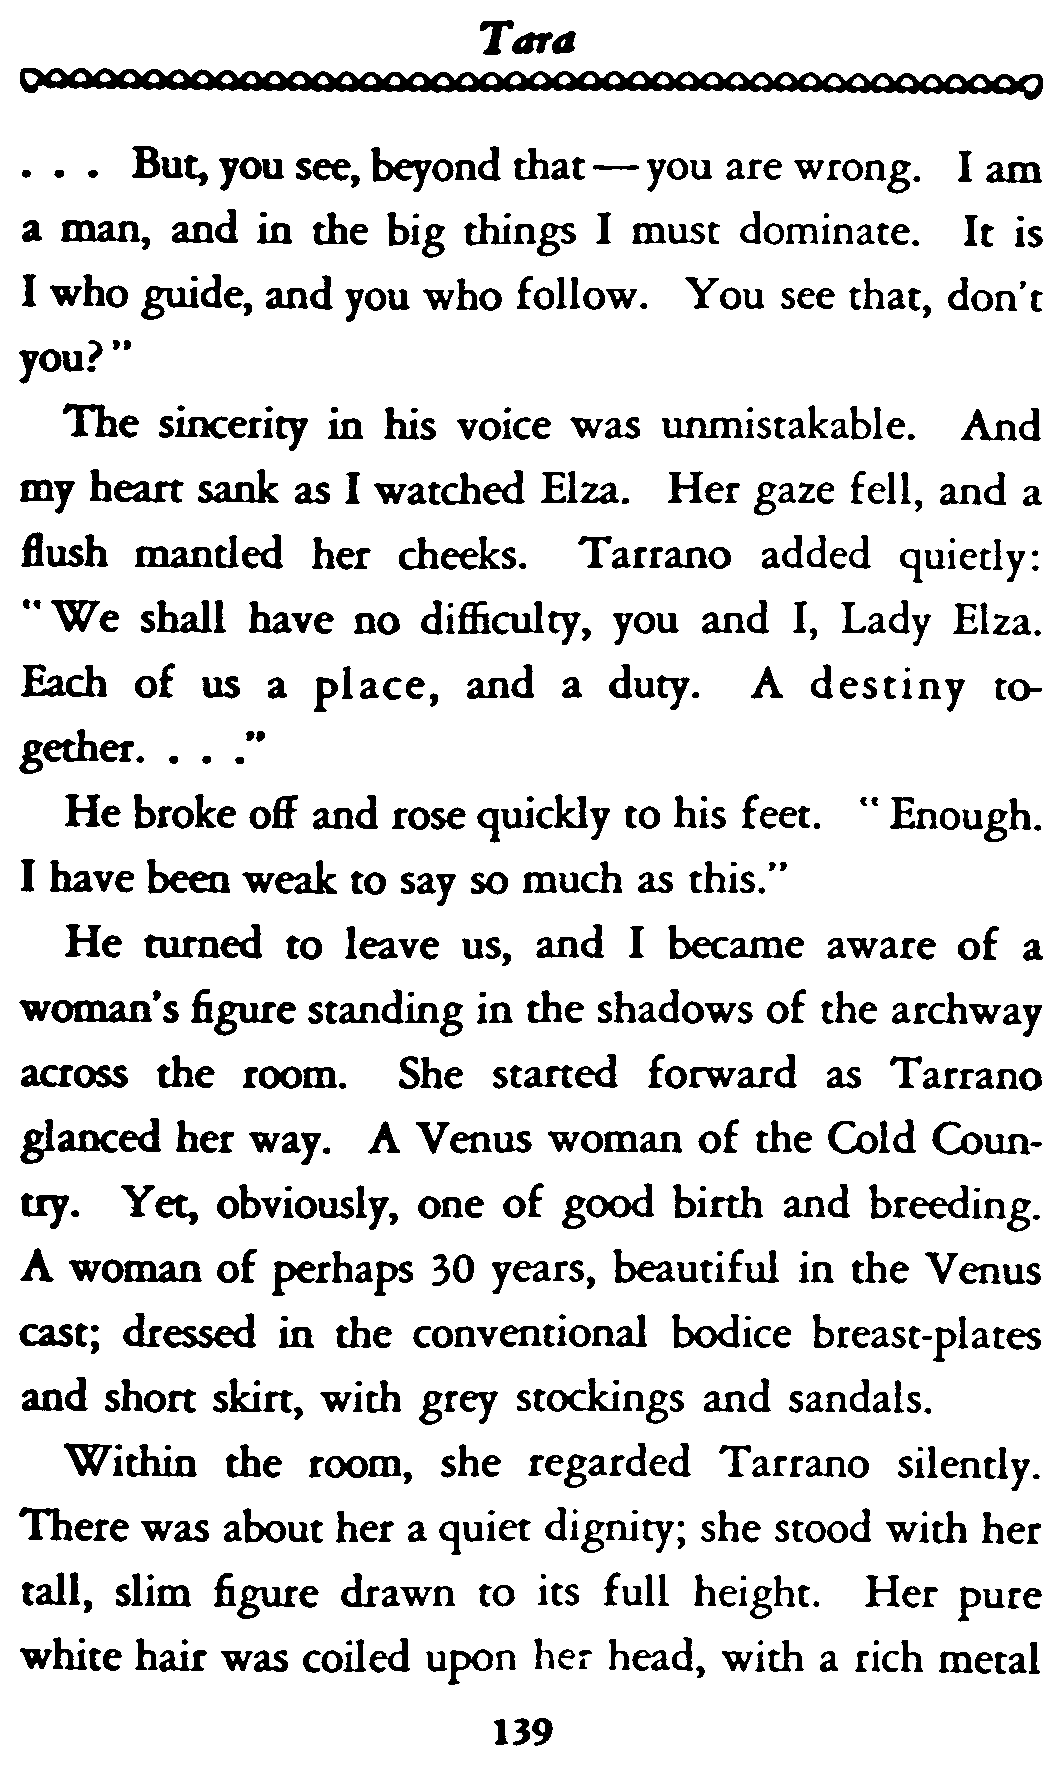 Tara
. . . But, you see, beyond that—you are wrong. I am
a man, and in the big things I must dominate. It is
I who guide, and you who follow. You see that, don't
you?"
The sincerity in his voice was unmistakable. And
my heart sank as I watched Elza. Her gaze fell, and a
flush mantled her cheeks. Tarrano added quietly:
"We shall have no difficulty, you and I, Lady Elza.
Each of us a place, and a duty. A destiny to-
gether. . . ."
He broke off and rose quickly to his feet. "Enough.
I have been weak to say so much as this."
He turned to leave us, and I became aware of a
woman's figure standing in the shadows of the archway
across the room. She started forward as Tarrano
glanced her way. A Venus woman of the Cold Coun-
try. Yet, obviously, one of good birth and breeding.
A woman of perhaps 30 years, beautiful in the Venus
cast; dressed in the conventional bodice breast-plates
and short skirt, with grey stockings and sandals.
Within the room, she regarded Tarrano silently.
There was about her a quiet dignity; she stood with her
tall, slim figure drawn to its full height. Her pure
white hair was coiled upon her head, with a rich metal
139